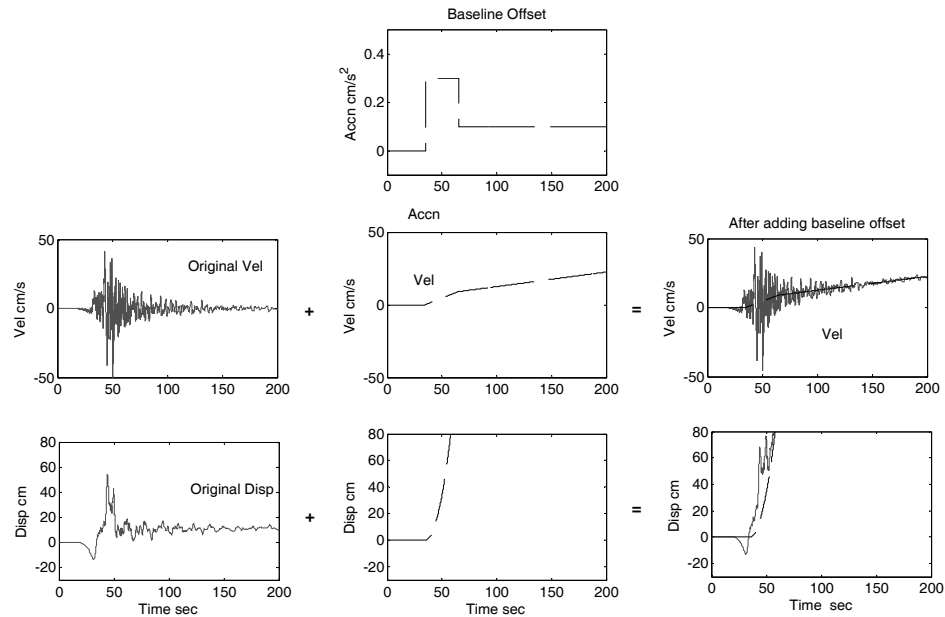 Baseline Offset
Accn cm/s²
0.4
0.2
0
0 50 100 150 200
Accn
After adding baseline offset
Vel cm/s
50
0
-50
Original Vel
0 50 100 150 200
+
Vel cm/s
50
0
-50
Vel
0 50 100 150 200
=
Vel cm/s
50
0
-50
Vel
0 50 100 150 200
Disp cm
80
60
40
20
0
-20
Original Disp
0 50 100 150 200
Time sec
+
Disp cm
80
60
40
20
0
-20
0 50 100 150 200
Time sec
=
Disp cm
80
60
40
20
0
-20
0 50 100 150 200
Time sec